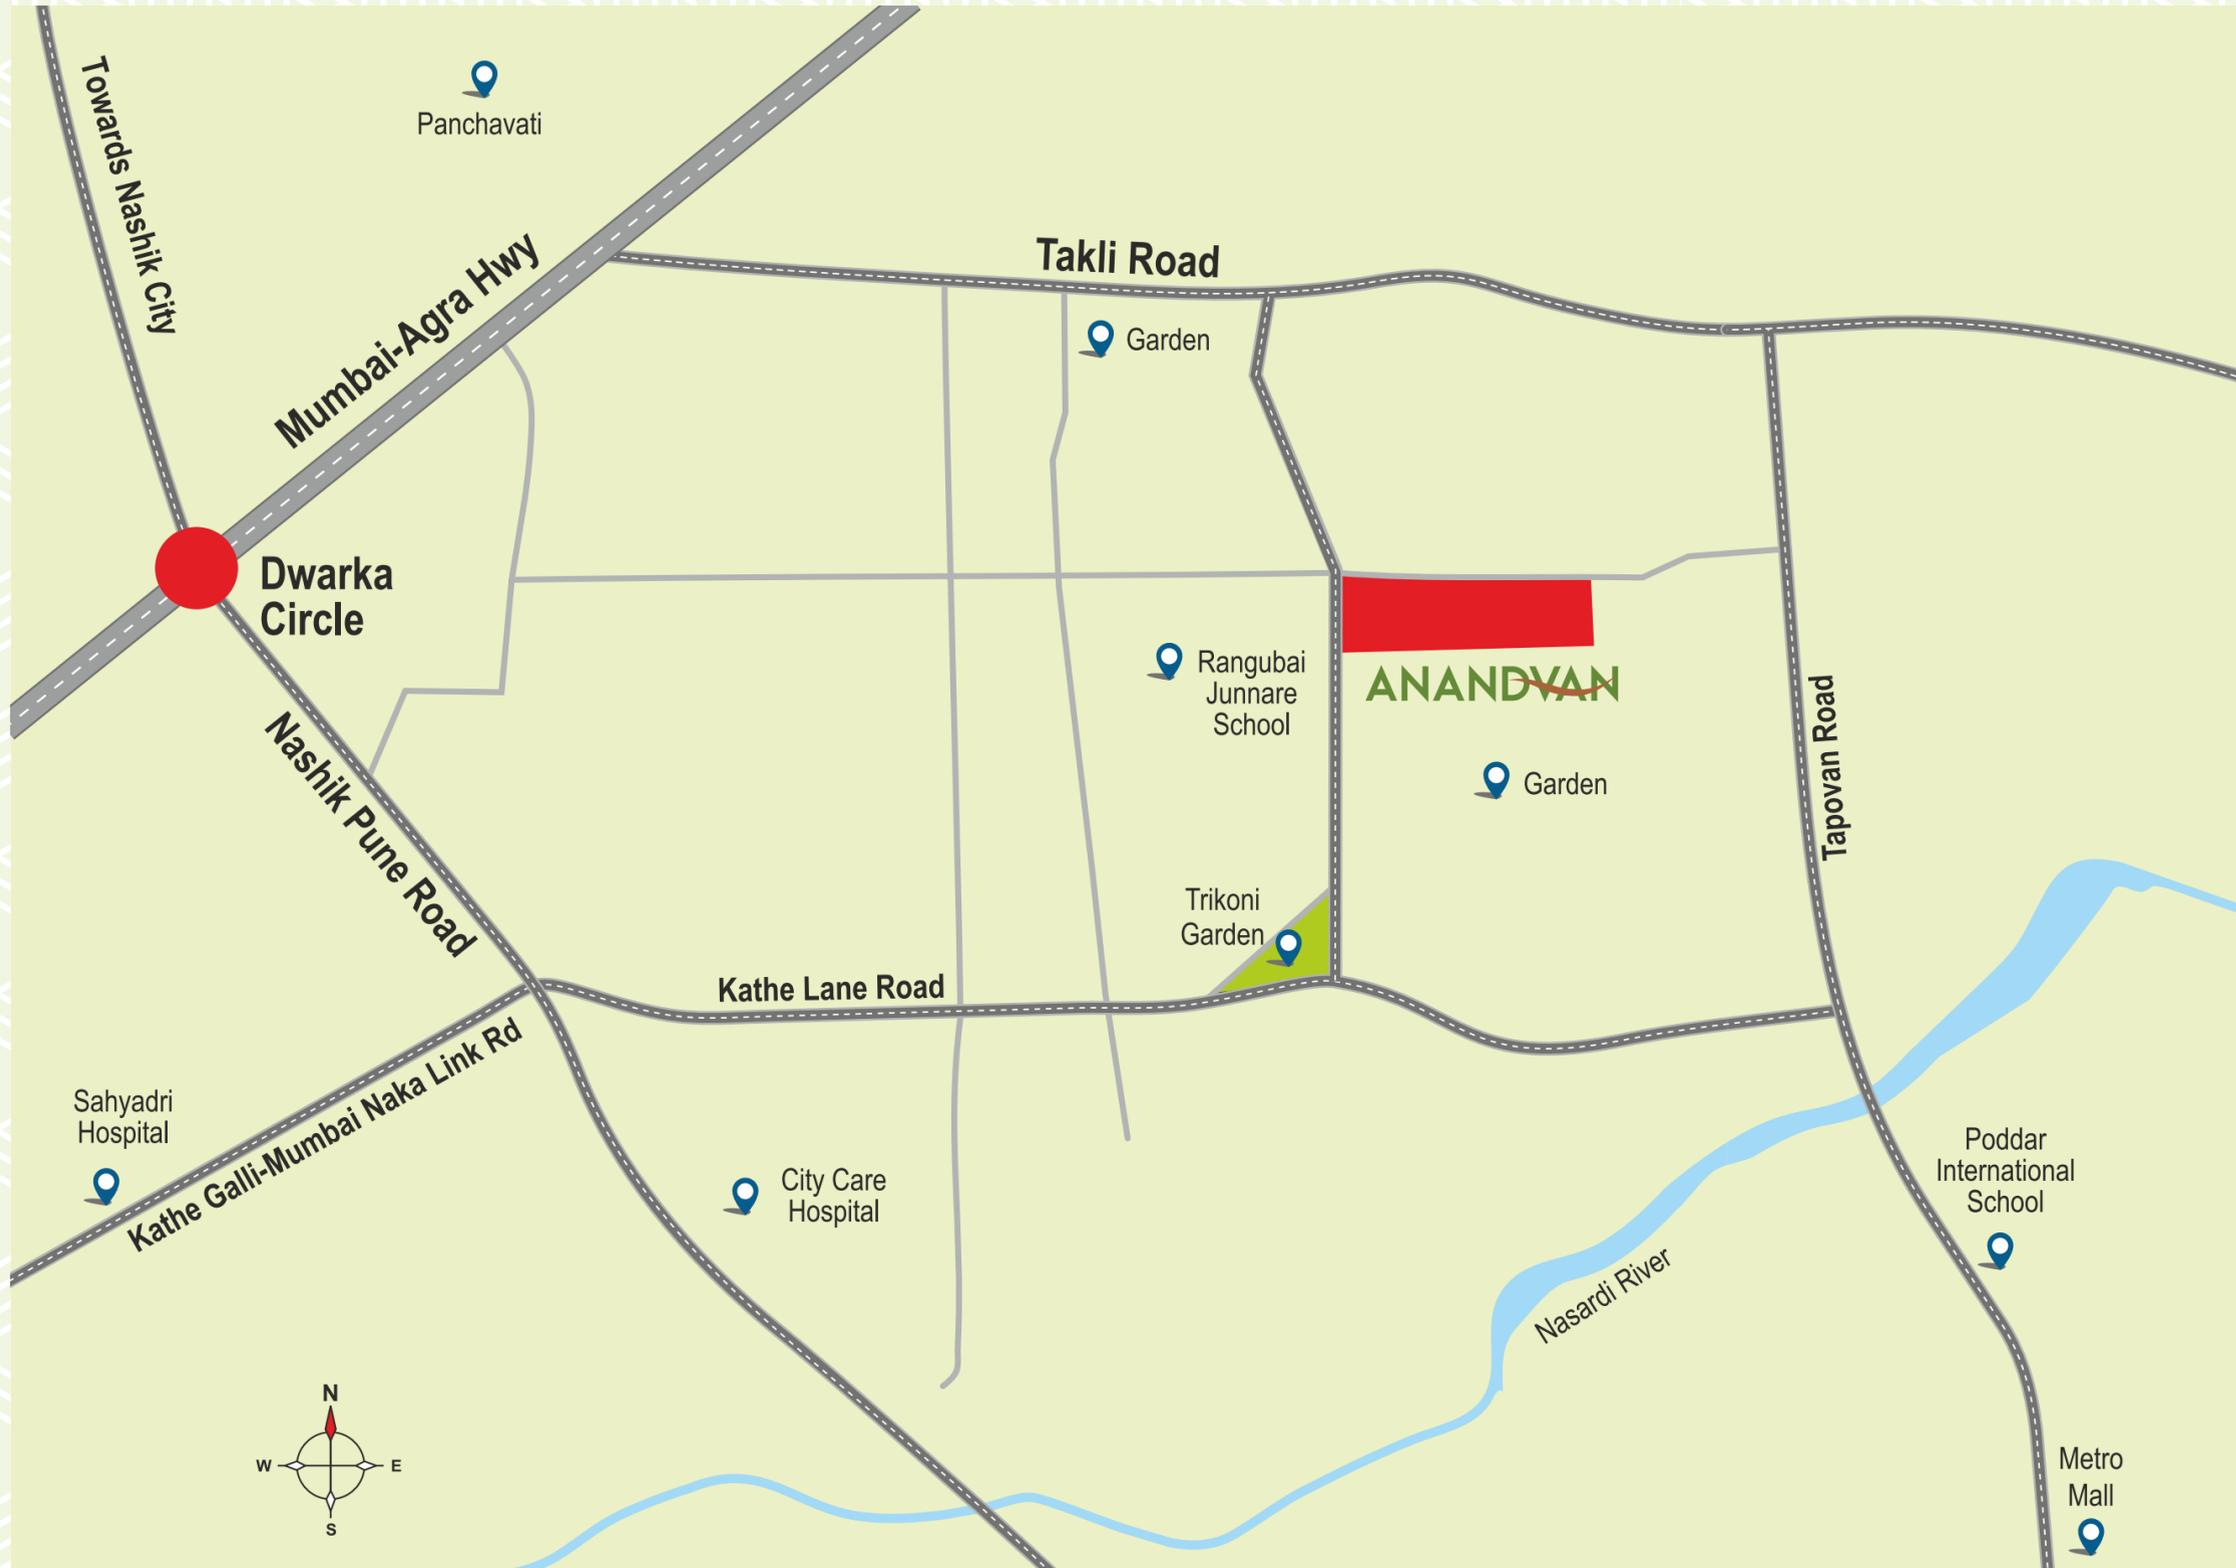 Towards Nashik City
Panchavati
Mumbai-Agra Hwy
Takli Road
Garden
Dwarka
Circle
Rangubai
Junnare
School
ANANDVAN
Garden
Tapovan Road
Nashik Pune Road
Trikoni
Garden
Kathe Lane Road
Kathe Galli-Mumbai Naka Link Rd
Sahyadri
Hospital
City Care
Hospital
Poddar
International
School
Nasardi River
N
W E
S
Metro
Mall